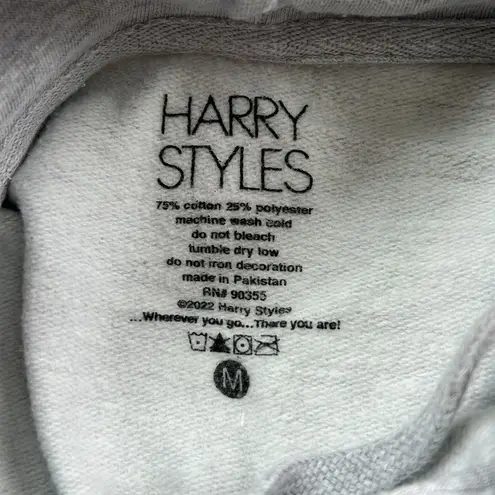 HARRY
STYLES
75% cotton 25% polyester
machine wash cold
do not bleach
tumble dry low
do not iron decoration
made in Pakistan
RN# 90355
©2022 Harry Styles
...Wherever you go...There you are!
M